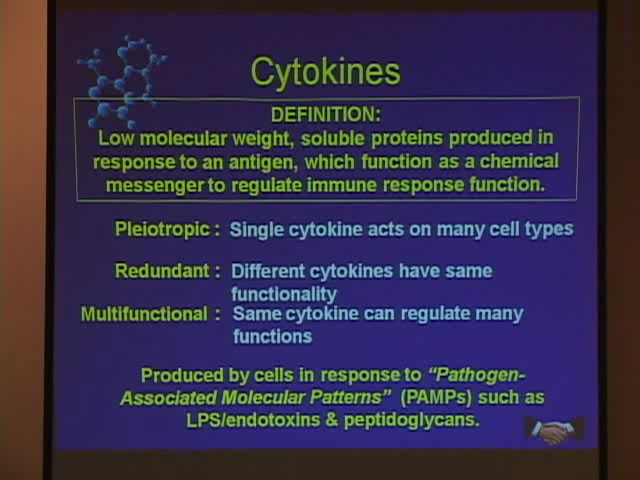 Cytokines
DEFINITION:
Low molecular weight, soluble proteins produced in
response to an antigen, which function as a chemical
messenger to regulate immune response function.
Pleiotropic : Single cytokine acts on many cell types
Redundant : Different cytokines have same
functionality
Multifunctional : Same cytokine can regulate many
functions
Produced by cells in response to “Pathogen-
Associated Molecular Patterns” (PAMPs) such as
LPS/endotoxins & peptidoglycans.